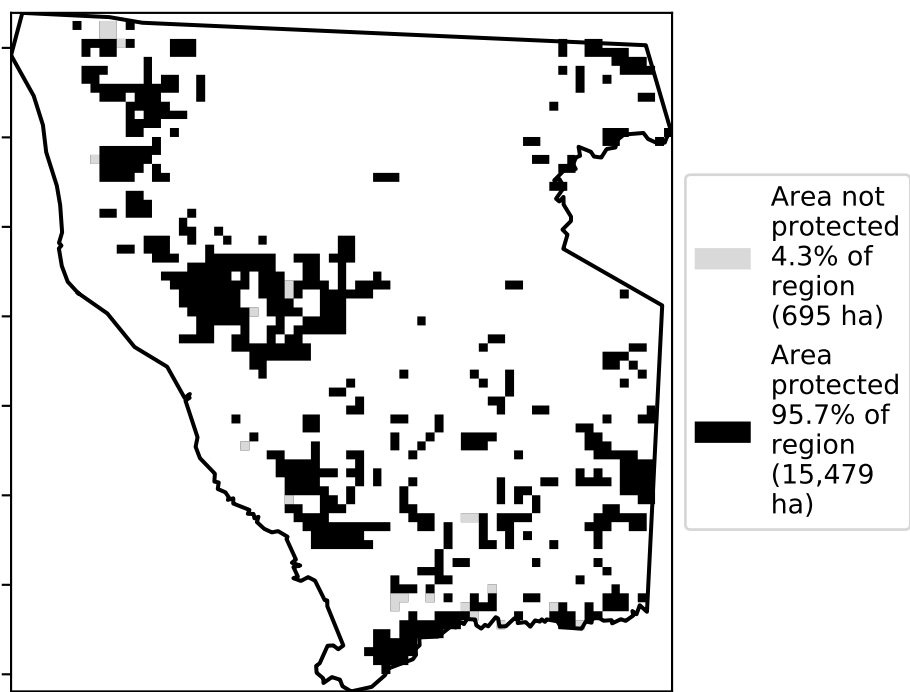 Area not
protected
4.3% of
region
(695 ha)
Area
protected
95.7% of
region
(15,479
ha)